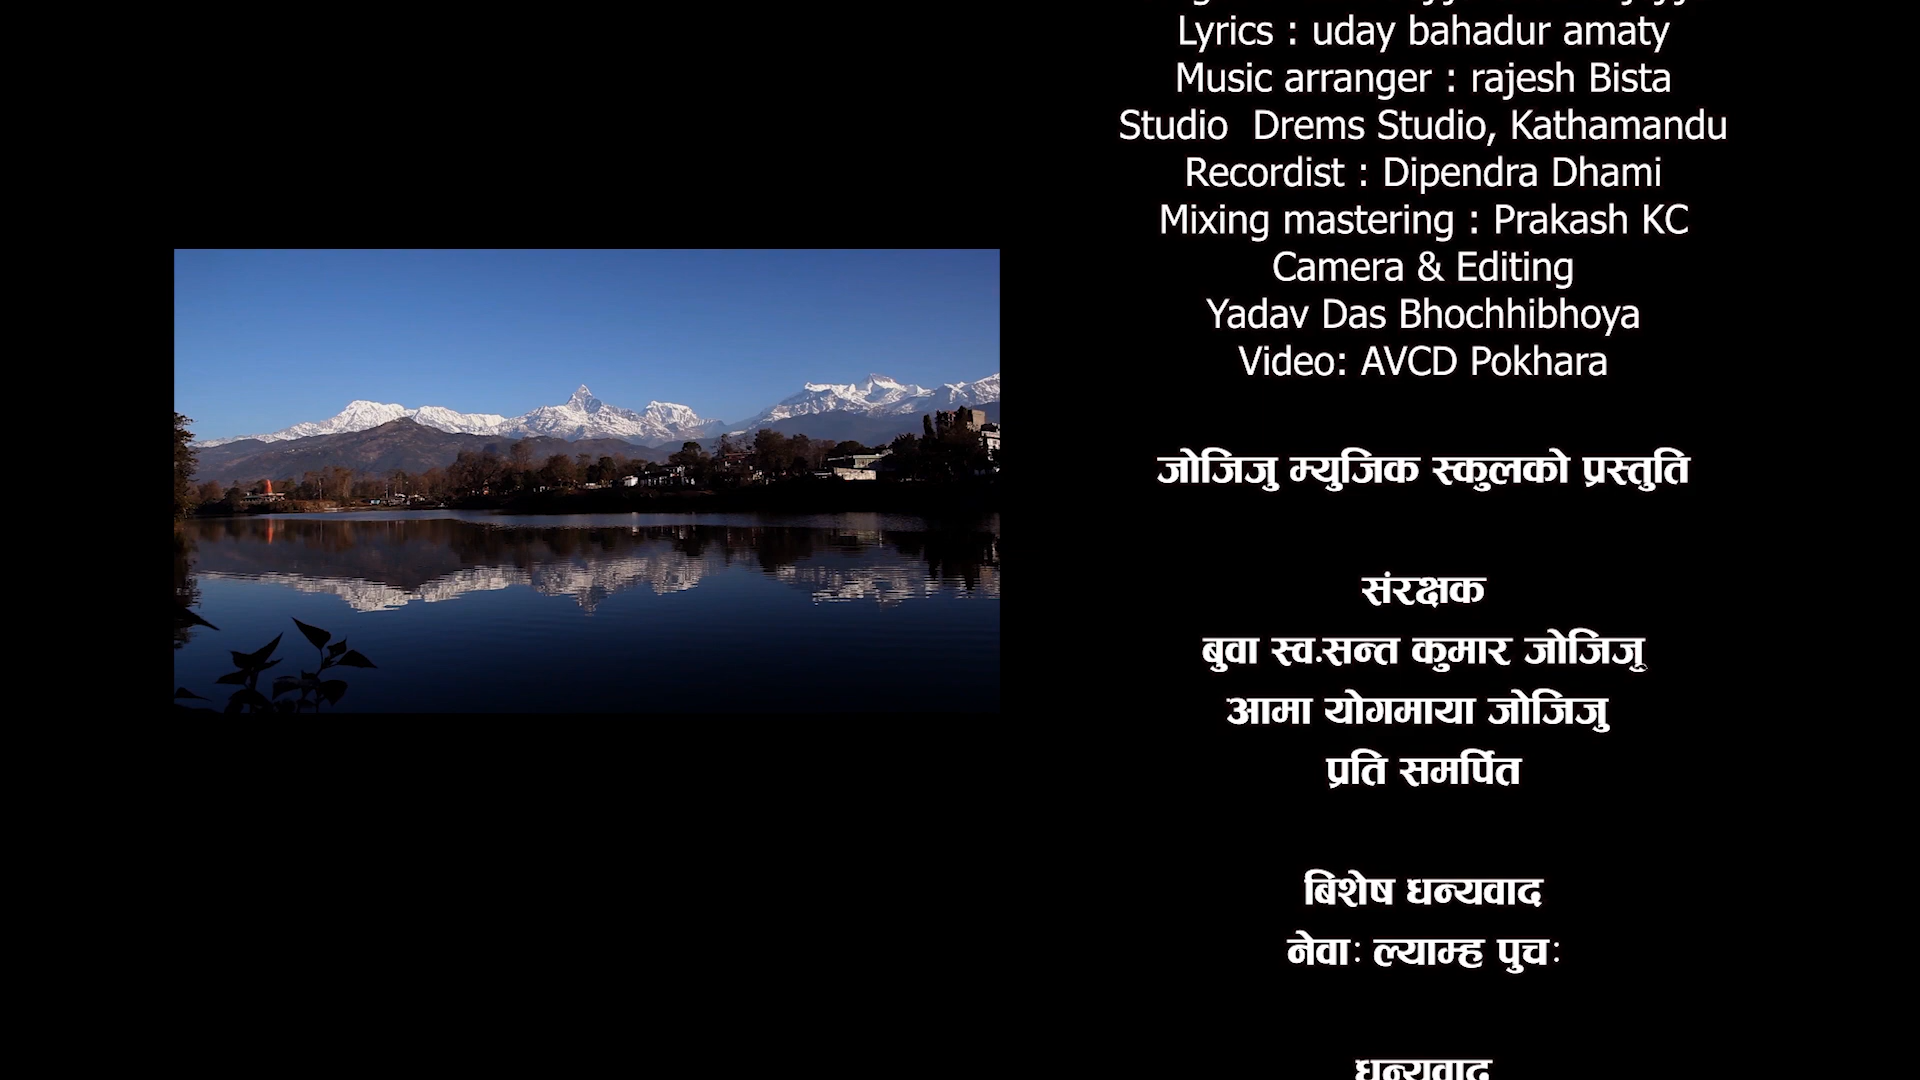 Lyrics : uday bahadur amaty
Music arranger : rajesh Bista
Studio  Drems Studio, Kathamandu
Recordist : Dipendra Dhami
Mixing mastering : Prakash KC
Camera & Editing
Yadav Das Bhochhibhoya
Video: AVCD Pokhara
जोजिजु म्युजिक स्कुलको प्रस्तुति
संरक्षक
बुवा स्व.सन्त कुमार जोजिजु
आमा योगमाया जोजिजु
प्रति समर्पित
बिशेष धन्यवाद
नेवाः ल्याम्ह पुचः
धन्यवाद